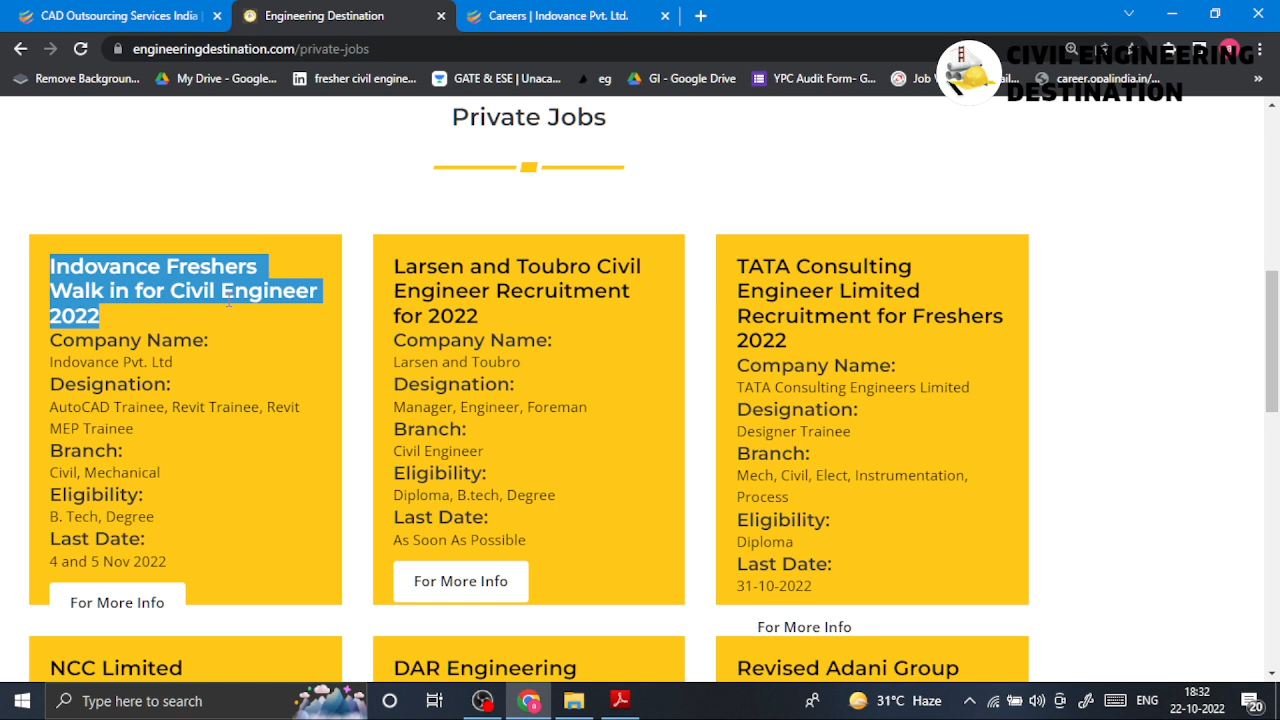 CAD Outsourcing Services India
Engineering Destination
Careers | Indovance Pvt. Ltd.
engineeringdestination.com/private-jobs
CIVIL ENGINEERING
DESTINATION
Remove Background...
My Drive - Google...
fresher civil engine...
GATE & ESE | Unaca...
eg
GI - Google Drive
YPC Audit Form- G...
career.opalindia.in/...
Private Jobs
Indovance Freshers
Walk in for Civil Engineer
2022
Company Name:
Indovance Pvt. Ltd
Designation:
AutoCAD Trainee, Revit Trainee, Revit
MEP Trainee
Branch:
Civil, Mechanical
Eligibility:
B. Tech, Degree
Last Date:
4 and 5 Nov 2022
For More Info
Larsen and Toubro Civil
Engineer Recruitment
for 2022
Company Name:
Larsen and Toubro
Designation:
Manager, Engineer, Foreman
Branch:
Civil Engineer
Eligibility:
Diploma, B.tech, Degree
Last Date:
As Soon As Possible
For More Info
TATA Consulting
Engineer Limited
Recruitment for Freshers
2022
Company Name:
TATA Consulting Engineers Limited
Designation:
Designer Trainee
Branch:
Mech, Civil, Elect, Instrumentation,
Process
Eligibility:
Diploma
Last Date:
31-10-2022
For More Info
NCC Limited
DAR Engineering
Revised Adani Group
Type here to search
31°C Haze
ENG
18:32
22-10-2022
20